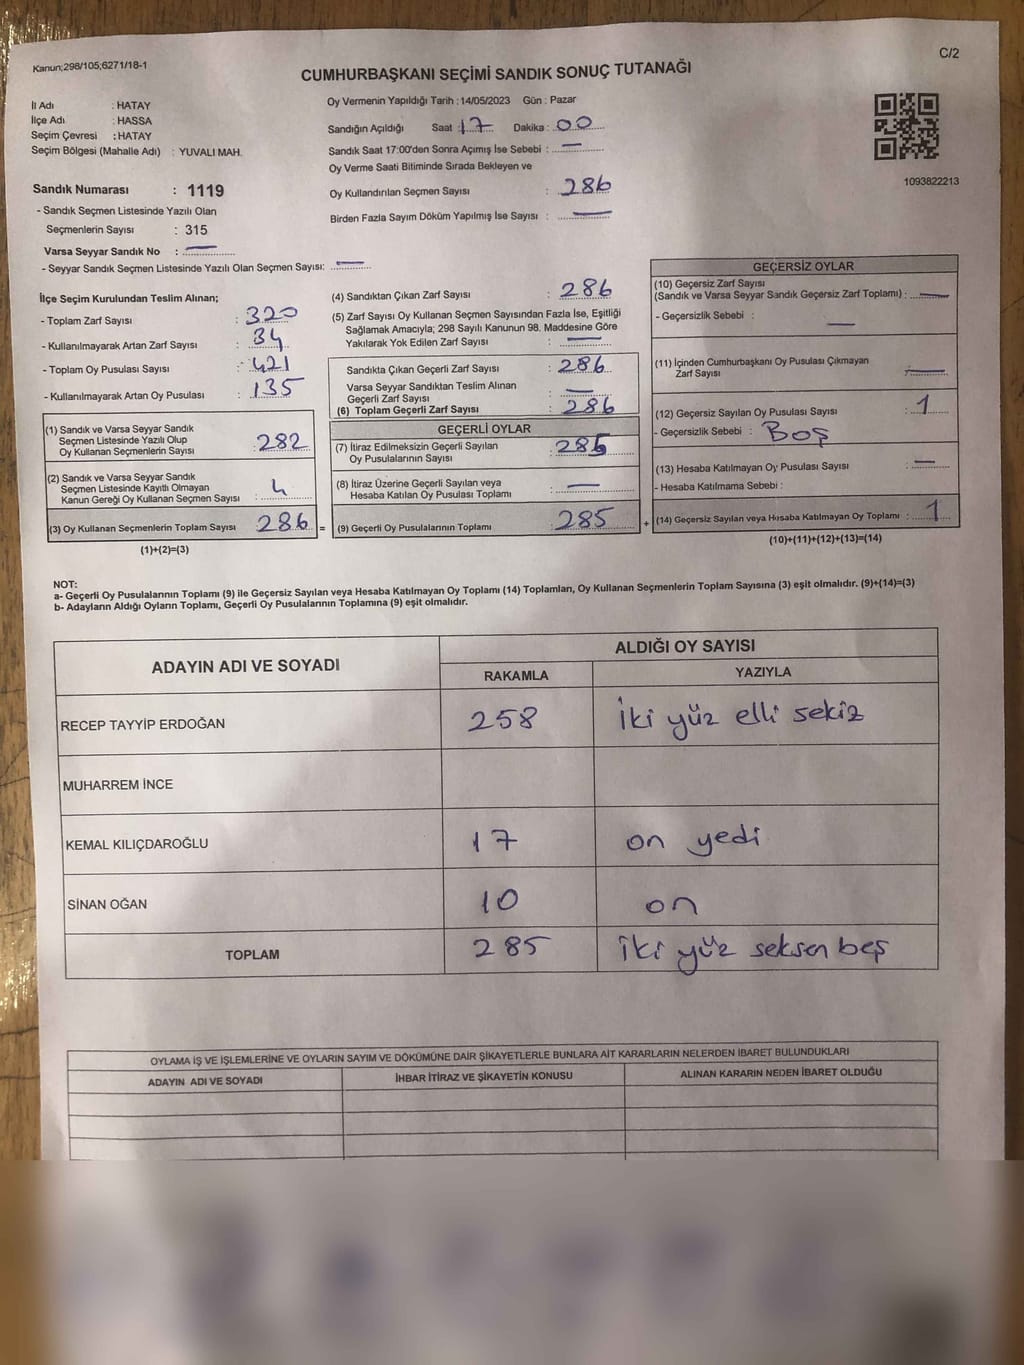 Kanun;298/105;6271/18-1
C/2
CUMHURBAŞKANI SEÇİMİ SANDIK SONUÇ TUTANAĞI
İl Adı : HATAY
İlçe Adı : HASSA
Seçim Çevresi : HATAY
Seçim Bölgesi (Mahalle Adı) : YUVALI MAH.
Oy Vermenin Yapıldığı Tarih : 14/05/2023 Gün : Pazar
Sandığın Açıldığı Saat : 17 Dakika : 00
Sandık Saat 17:00'den Sonra Açımış İse Sebebi : —
Oy Verme Saati Bitiminde Sırada Bekleyen ve
Oy Kullandırılan Seçmen Sayısı : 286
Birden Fazla Sayım Döküm Yapılmış İse Sayısı : —
1093822213
Sandık Numarası : 1119
- Sandık Seçmen Listesinde Yazılı Olan
Seçmenlerin Sayısı : 315
Varsa Seyyar Sandık No : —
- Seyyar Sandık Seçmen Listesinde Yazılı Olan Seçmen Sayısı: —
İlçe Seçim Kurulundan Teslim Alınan;
- Toplam Zarf Sayısı : 320
- Kullanılmayarak Artan Zarf Sayısı : 34
- Toplam Oy Pusulası Sayısı : 421
- Kullanılmayarak Artan Oy Pusulası : 135
(1) Sandık ve Varsa Seyyar Sandık
Seçmen Listesinde Yazılı Olup
Oy Kullanan Seçmenlerin Sayısı : 282
(2) Sandık ve Varsa Seyyar Sandık
Seçmen Listesinde Kayıtlı Olmayan
Kanun Gereği Oy Kullanan Seçmen Sayısı : 4
(3) Oy Kullanan Seçmenlerin Toplam Sayısı : 286 =
(1)+(2)=(3)
(4) Sandıktan Çıkan Zarf Sayısı : 286
(5) Zarf Sayısı Oy Kullanan Seçmen Sayısından Fazla İse, Eşitliği
Sağlamak Amacıyla; 298 Sayılı Kanunun 98. Maddesine Göre
Yakılarak Yok Edilen Zarf Sayısı : —
Sandıkta Çıkan Geçerli Zarf Sayısı : 286
Varsa Seyyar Sandıktan Teslim Alınan
Geçerli Zarf Sayısı : —
(6) Toplam Geçerli Zarf Sayısı : 286
GEÇERLİ OYLAR
(7) İtiraz Edilmeksizin Geçerli Sayılan
Oy Pusulalarının Sayısı : 285
(8) İtiraz Üzerine Geçerli Sayılan veya
Hesaba Katılan Oy Pusulası Toplamı : —
(9) Geçerli Oy Pusulalarının Toplamı : 285 +
GEÇERSİZ OYLAR
(10) Geçersiz Zarf Sayısı
(Sandık ve Varsa Seyyar Sandık Geçersiz Zarf Toplamı) : —
- Geçersizlik Sebebi : —
(11) İçinden Cumhurbaşkanı Oy Pusulası Çıkmayan
Zarf Sayısı : —
(12) Geçersiz Sayılan Oy Pusulası Sayısı : 1
- Geçersizlik Sebebi : Boş
(13) Hesaba Katılmayan Oy Pusulası Sayısı : —
- Hesaba Katılmama Sebebi :
(14) Geçersiz Sayılan veya Hesaba Katılmayan Oy Toplamı : 1
(10)+(11)+(12)+(13)=(14)
NOT:
a- Geçerli Oy Pusulalarının Toplamı (9) ile Geçersiz Sayılan veya Hesaba Katılmayan Oy Toplamı (14) Toplamları, Oy Kullanan Seçmenlerin Toplam Sayısına (3) eşit olmalıdır. (9)+(14)=(3)
b- Adayların Aldığı Oyların Toplamı, Geçerli Oy Pusulalarının Toplamına (9) eşit olmalıdır.
ADAYIN ADI VE SOYADI
ALDIĞI OY SAYISI
RAKAMLA YAZIYLA
RECEP TAYYİP ERDOĞAN 258 iki yüz elli sekiz
MUHARREM İNCE
KEMAL KILIÇDAROĞLU 17 on yedi
SİNAN OĞAN 10 on
TOPLAM 285 iki yüz seksen beş
OYLAMA İŞ VE İŞLEMLERİNE VE OYLARIN SAYIM VE DÖKÜMÜNE DAİR ŞİKAYETLERLE BUNLARA AİT KARARLARIN NELERDEN İBARET BULUNDUKLARI
ADAYIN ADI VE SOYADI İHBAR İTİRAZ VE ŞİKAYETİN KONUSU ALINAN KARARIN NEDEN İBARET OLDUĞU